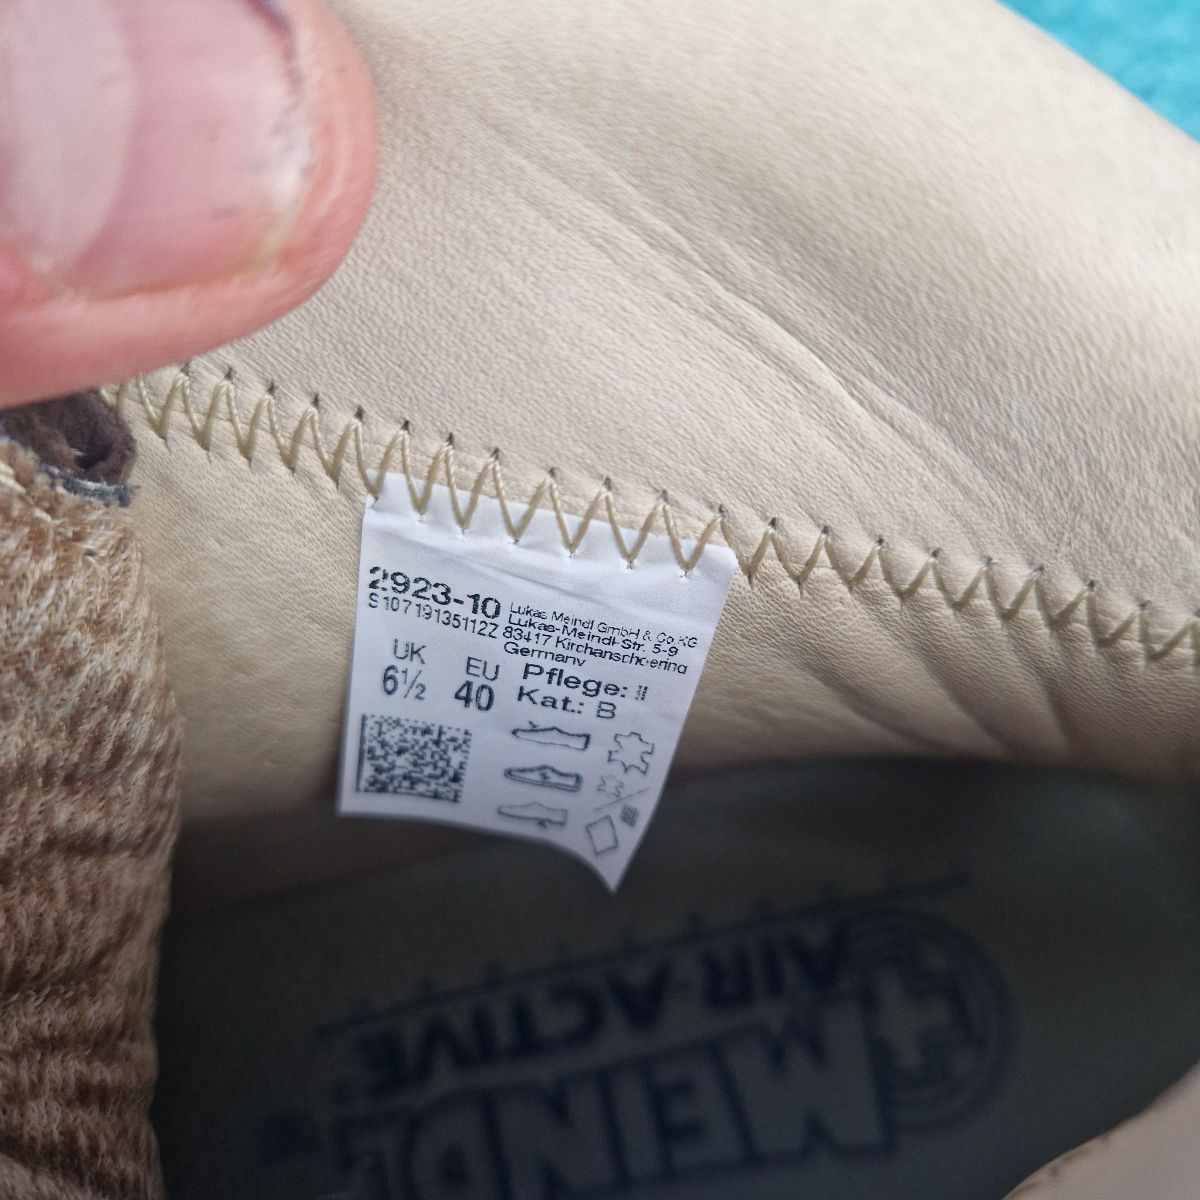 2923-10
S10719135112Z
Lukas Meindl GmbH & Co.KG
Lukas-Meindl-Str. 5-9
83417 Kirchanschoering
Germany
UK EU
6½ 40
Pflege: II
Kat.: B
AIR ACTIVE
MEINDL